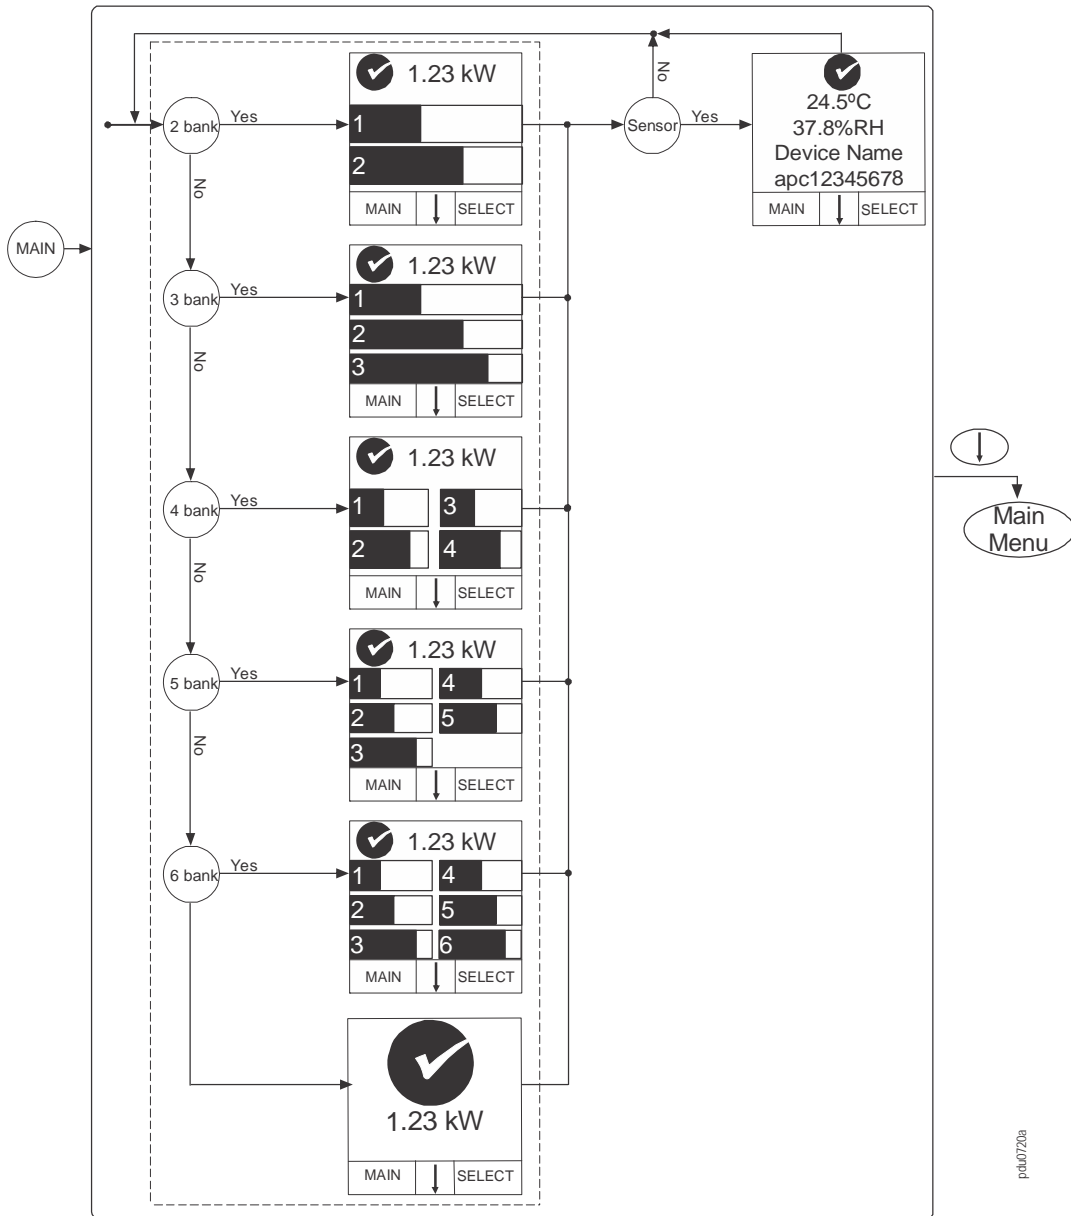 MAIN
2 bank
Yes
No
1.23 kW
1
2
MAIN
SELECT
Sensor
No
Yes
24.5ºC
37.8%RH
Device Name
apc12345678
MAIN
SELECT
3 bank
Yes
No
1.23 kW
1
2
3
MAIN
SELECT
4 bank
Yes
No
1.23 kW
1
3
2
4
MAIN
SELECT
5 bank
Yes
No
1.23 kW
1
4
2
5
3
MAIN
SELECT
6 bank
Yes
1.23 kW
1
4
2
5
3
6
MAIN
SELECT
1.23 kW
MAIN
SELECT
Main
Menu
pdu0720a